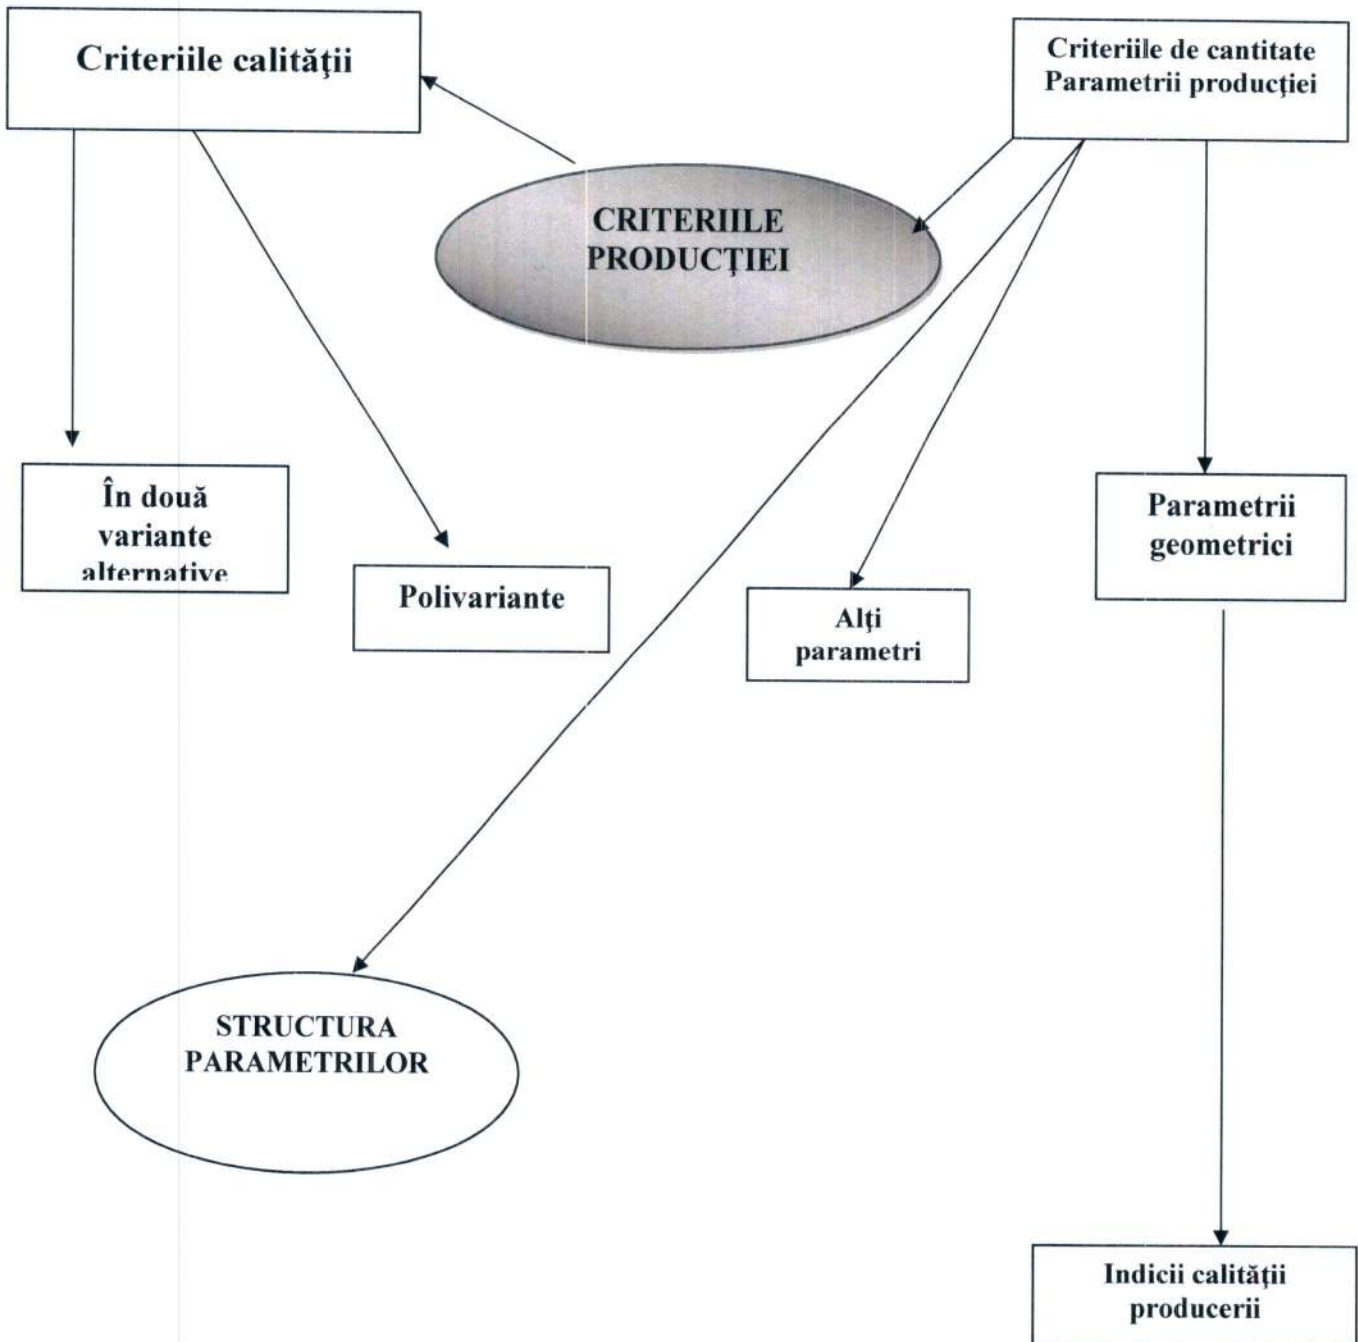 Criteriile calităţii
Criteriile de cantitate
Parametrii producţiei
CRITERIILE
PRODUCŢIEI
În două
variante
alternative
Polivariante
Alţi
parametri
Parametrii
geometrici
STRUCTURA
PARAMETRILOR
Indicii calităţii
producerii